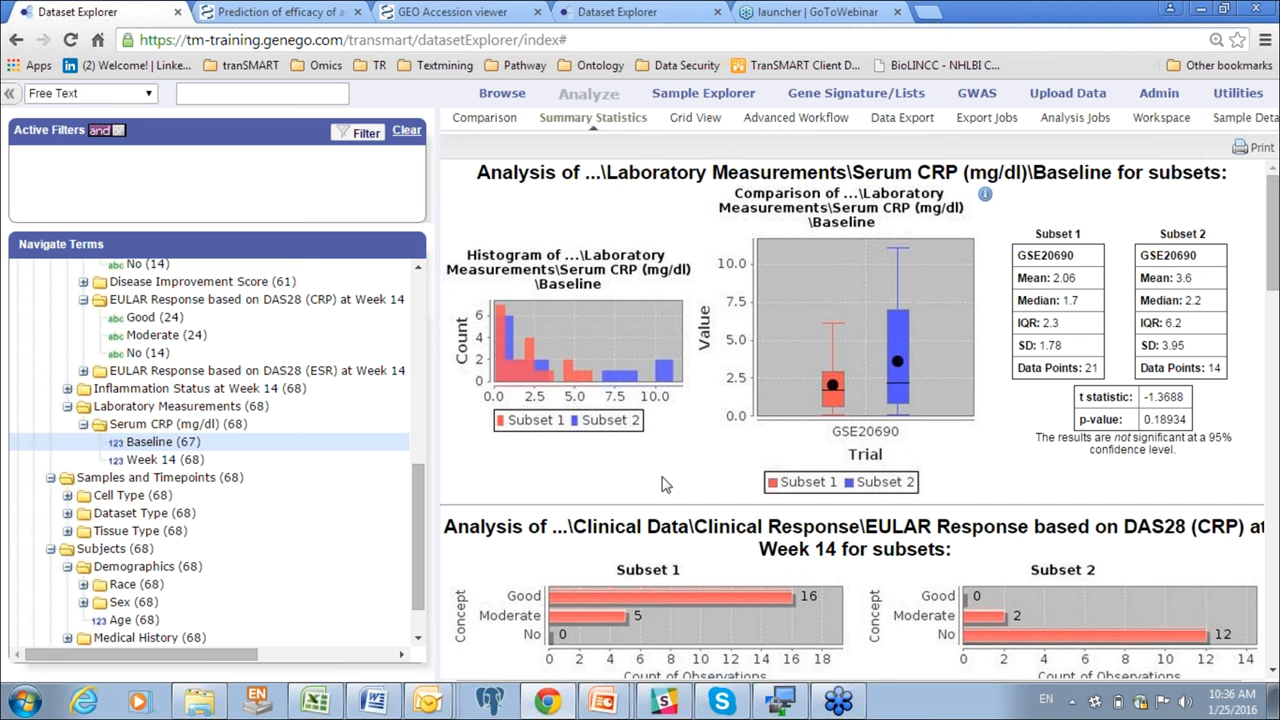 Dataset Explorer
Prediction of efficacy of a
GEO Accession viewer
Dataset Explorer
launcher | GoToWebinar
https://tm-training.genego.com/transmart/datasetExplorer/index#
Apps
(2) Welcome! | Linke...
tranSMART
Omics
TR
Textmining
Pathway
Ontology
Data Security
TranSMART Client D...
BioLINCC - NHLBI C...
Other bookmarks
Free Text
Browse
Analyze
Sample Explorer
Gene Signature/Lists
GWAS
Upload Data
Admin
Utilities
Comparison
Summary Statistics
Grid View
Advanced Workflow
Data Export
Export Jobs
Analysis Jobs
Workspace
Sample Deta
Print
Active Filters and or
Filter
Clear
Navigate Terms
abc No (14)
Disease Improvement Score (61)
EULAR Response based on DAS28 (CRP) at Week 14
abc Good (24)
abc Moderate (24)
abc No (14)
EULAR Response based on DAS28 (ESR) at Week 14
Inflammation Status at Week 14 (68)
Laboratory Measurements (68)
Serum CRP (mg/dl) (68)
123 Baseline (67)
123 Week 14 (68)
Samples and Timepoints (68)
Cell Type (68)
Dataset Type (68)
Tissue Type (68)
Subjects (68)
Demographics (68)
Race (68)
Sex (68)
Age (68)
Medical History (68)
Analysis of ...\Laboratory Measurements\Serum CRP (mg/dl)\Baseline for subsets:
Histogram of ...\Laboratory
Measurements\Serum CRP (mg/dl)
\Baseline
Count
6
4
2
0
0.0 2.5 5.0 7.5 10.0
Subset 1 Subset 2
Comparison of ...\Laboratory
Measurements\Serum CRP (mg/dl)
\Baseline
Value
10.0
7.5
5.0
2.5
0.0
GSE20690
Trial
Subset 1 Subset 2
Subset 1
GSE20690
Mean: 2.06
Median: 1.7
IQR: 2.3
SD: 1.78
Data Points: 21
Subset 2
GSE20690
Mean: 3.6
Median: 2.2
IQR: 6.2
SD: 3.95
Data Points: 14
t statistic: -1.3688
p-value: 0.18934
The results are not significant at a 95%
confidence level.
Analysis of ...\Clinical Data\Clinical Response\EULAR Response based on DAS28 (CRP) at
Week 14 for subsets:
Subset 1
Concept
Good 16
Moderate 5
No 0
0 2 4 6 8 10 12 14 16 18
Count of Observations
Subset 2
Concept
Good 0
Moderate 2
No 12
0 2 4 6 8 10 12 14
Count of Observations
EN
EN
10:36 AM
1/25/2016